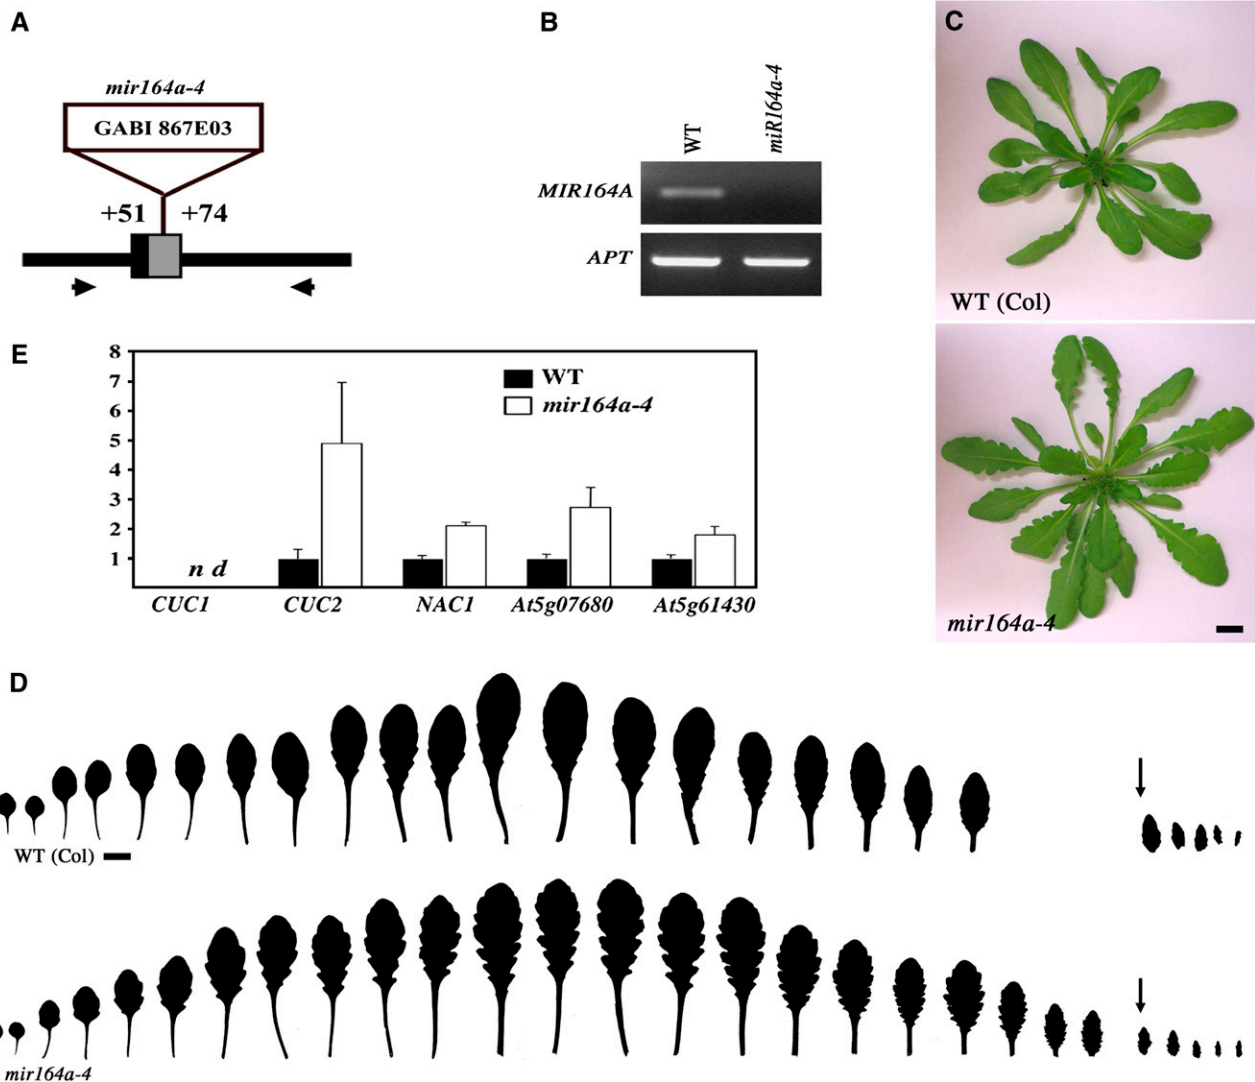 A
mir164a-4
GABI 867E03
+51 +74
B
WT
miR164a-4
MIR164A
APT
C
WT (Col)
mir164a-4
E
8
7
6
5
4
3
2
1
WT
mir164a-4
n d
CUC1 CUC2 NAC1 At5g07680 At5g61430
D
WT (Col)
mir164a-4